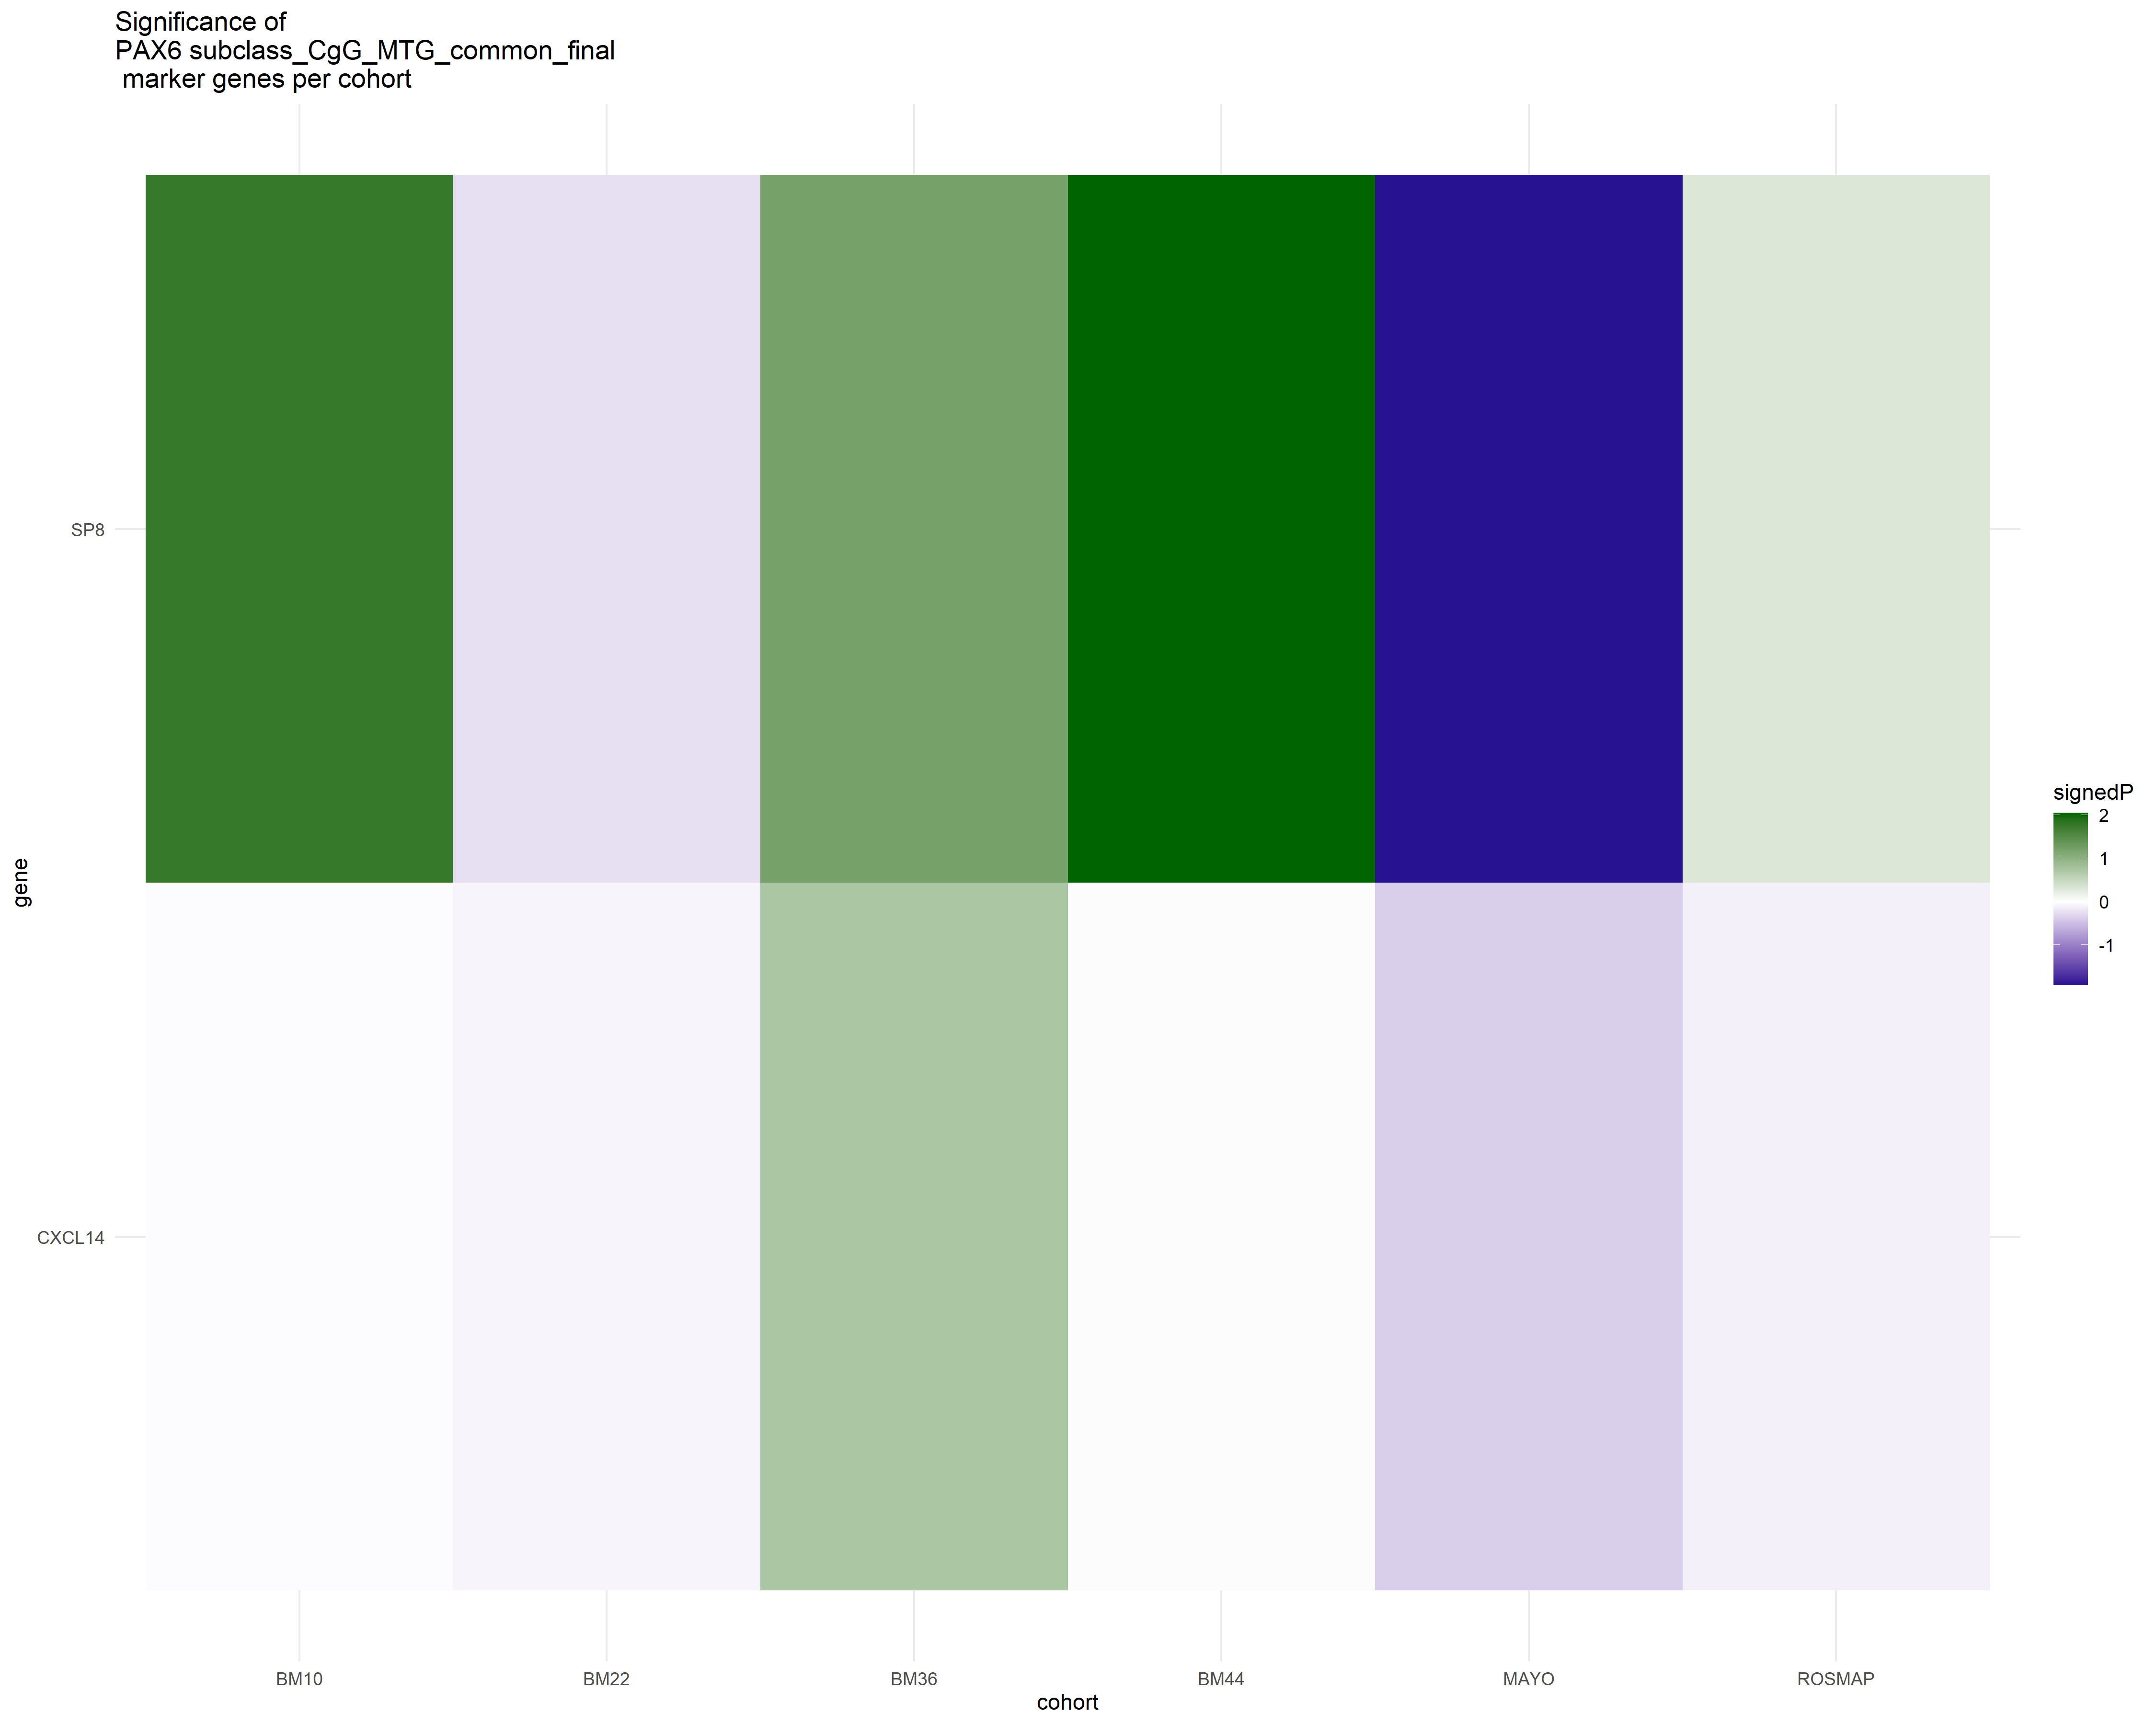 Significance of
PAX6 subclass_CgG_MTG_common_final
marker genes per cohort
SP8
CXCL14
gene
BM10
BM22
BM36
BM44
MAYO
ROSMAP
cohort
signedP
2
1
0
-1